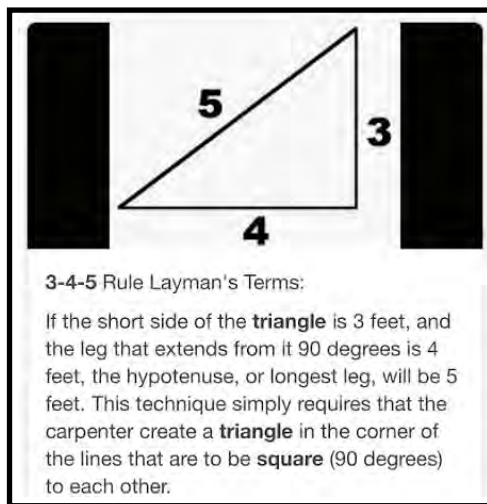 5
3
4
3-4-5 Rule Layman's Terms:
If the short side of the triangle is 3 feet, and
the leg that extends from it 90 degrees is 4
feet, the hypotenuse, or longest leg, will be 5
feet. This technique simply requires that the
carpenter create a triangle in the corner of
the lines that are to be square (90 degrees)
to each other.